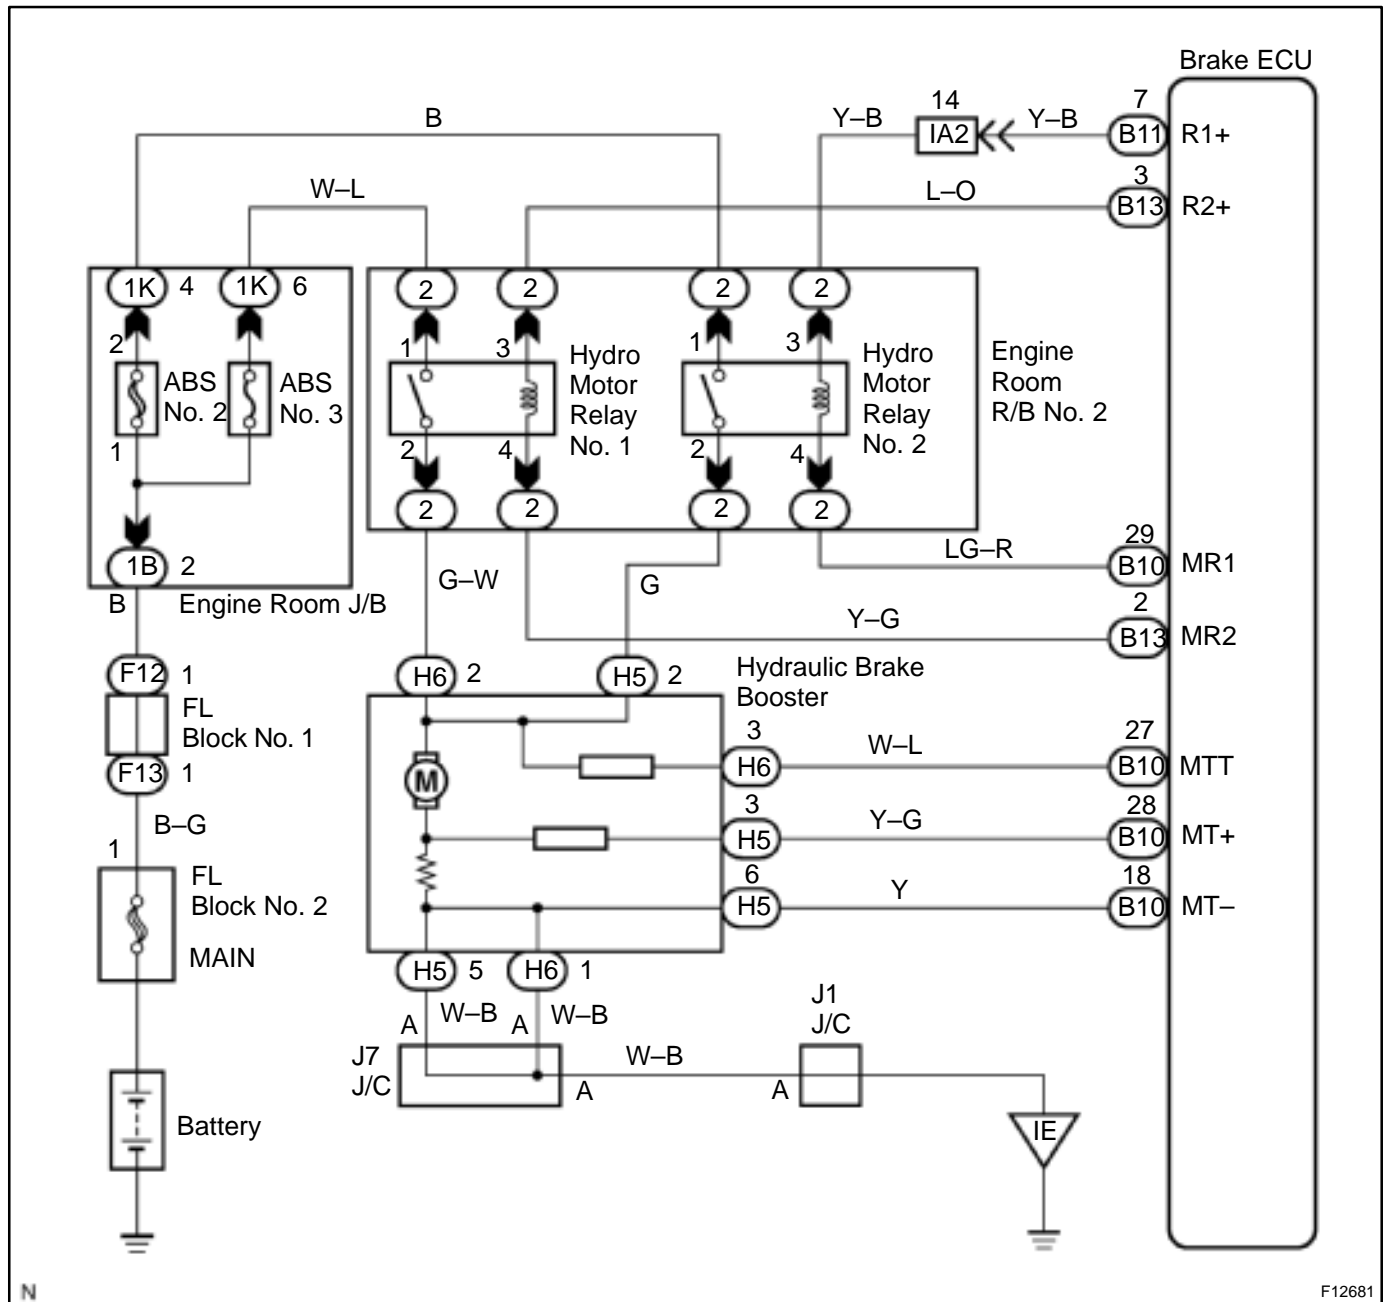 Brake ECU
B
Y–B
14
IA2
Y–B
7
B11
R1+
W–L
L–O
3
B13
R2+
1K
4
1K
6
2
2
2
2
2
ABS
No. 2
1
ABS
No. 3
1
3
Hydro
Motor
Relay
No. 1
2
4
1
3
Hydro
Motor
Relay
No. 2
2
4
Engine
Room
R/B No. 2
2
2
2
2
1B
2
B
Engine Room J/B
G–W
G
LG–R
29
B10
MR1
Y–G
2
B13
MR2
F12
1
FL
Block No. 1
F13
1
H6
2
H5
2
Hydraulic Brake
Booster
M
3
H6
W–L
27
B10
MTT
3
H5
Y–G
28
B10
MT+
6
H5
Y
18
B10
MT–
B–G
1
FL
Block No. 2
MAIN
H5
5
H6
1
A
W–B
A
W–B
J7
J/C
A
W–B
A
J1
J/C
IE
Battery
N
F12681